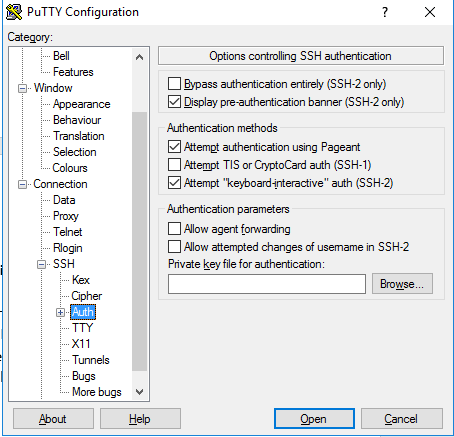 PuTTY Configuration
? ×
Category:
Bell
Features
Window
Appearance
Behaviour
Translation
Selection
Colours
Connection
Data
Proxy
Telnet
Rlogin
SSH
Kex
Cipher
Auth
TTY
X11
Tunnels
Bugs
More bugs
Options controlling SSH authentication
Bypass authentication entirely (SSH-2 only)
Display pre-authentication banner (SSH-2 only)
Authentication methods
Attempt authentication using Pageant
Attempt TIS or CryptoCard auth (SSH-1)
Attempt "keyboard-interactive" auth (SSH-2)
Authentication parameters
Allow agent forwarding
Allow attempted changes of username in SSH-2
Private key file for authentication:
Browse...
About
Help
Open
Cancel